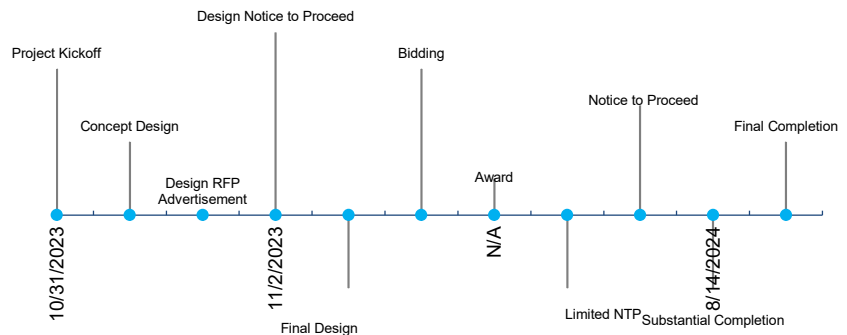 Design Notice to Proceed
Project Kickoff
Bidding
Notice to Proceed
Concept Design
Final Completion
Design RFP
Advertisement
Award
10/31/2023
11/2/2023
N/A
8/14/2024
Final Design
Limited NTP
Substantial Completion